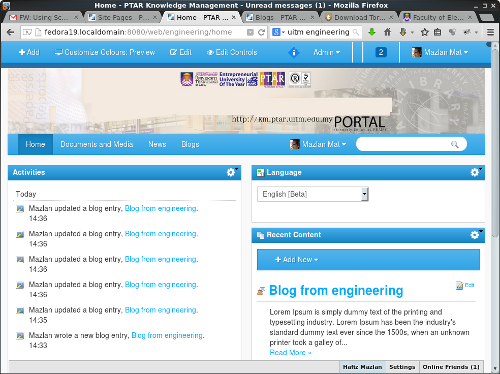 Home - PTAR Knowledge Management - Unread messages (1) - Mozilla Firefox
FW: Using Sc...
Site Pages - P...
Home - PTAR ...
Blogs - PTAR ...
Download Tor...
Faculty of Ele...
fedora19.localdomain:8080/web/engineering/home
uitm engineering
Add
Customize Colours: Preview
Edit
Edit Controls
Admin
2
Mazlan Mat
Entrepreneurial
University
Of The Year
PTAR
http://km.ptar.uitm.edu.my
PORTAL
Home
Documents and Media
News
Blogs
Mazlan Mat
Activities
Today
Mazlan updated a blog entry, Blog from engineering.
14:36
Mazlan updated a blog entry, Blog from engineering.
14:36
Mazlan updated a blog entry, Blog from engineering.
14:36
Mazlan updated a blog entry, Blog from engineering.
14:36
Mazlan updated a blog entry, Blog from engineering.
14:35
Mazlan wrote a new blog entry, Blog from engineering.
14:33
Language
English [Beta]
Recent Content
Add New
Blog from engineering
Edit
Lorem Ipsum is simply dummy text of the printing and
typesetting industry. Lorem Ipsum has been the industry's
standard dummy text ever since the 1500s, when an unknown
printer took a galley of...
Read More »
Hafiz Mazlan
Settings
Online Friends (1)